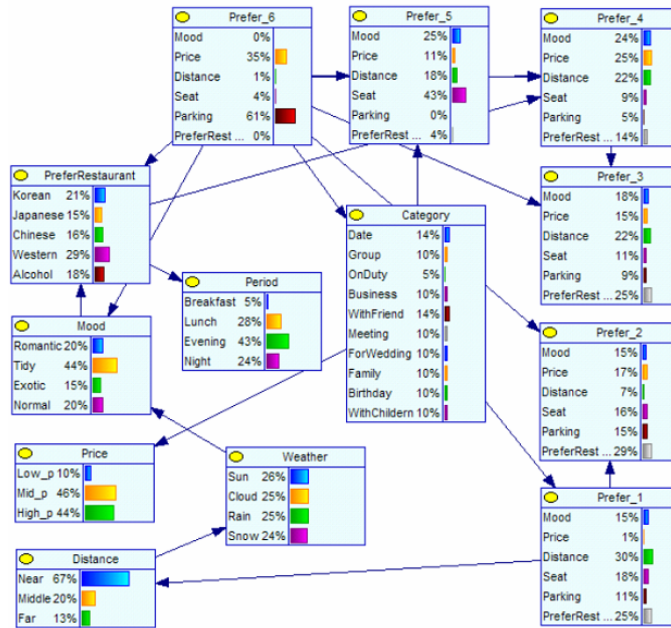 Prefer_6
Mood 0%
Price 35%
Distance 1%
Seat 4%
Parking 61%
PreferRest ... 0%
Prefer_5
Mood 25%
Price 11%
Distance 18%
Seat 43%
Parking 0%
PreferRest ... 4%
Prefer_4
Mood 24%
Price 25%
Distance 22%
Seat 9%
Parking 5%
PreferRest ... 14%
PreferRestaurant
Korean 21%
Japanese 15%
Chinese 16%
Western 29%
Alcohol 18%
Prefer_3
Mood 18%
Price 15%
Distance 22%
Seat 11%
Parking 9%
PreferRest ... 25%
Category
Date 14%
Group 10%
OnDuty 5%
Business 10%
WithFriend 14%
Meeting 10%
ForWedding 10%
Family 10%
Birthday 10%
WithChildern 10%
Period
Breakfast 5%
Lunch 28%
Evening 43%
Night 24%
Mood
Romantic 20%
Tidy 44%
Exotic 15%
Normal 20%
Prefer_2
Mood 15%
Price 17%
Distance 7%
Seat 16%
Parking 15%
PreferRest ... 29%
Price
Low_p 10%
Mid_p 46%
High_p 44%
Weather
Sun 26%
Cloud 25%
Rain 25%
Snow 24%
Prefer_1
Mood 15%
Price 1%
Distance 30%
Seat 18%
Parking 11%
PreferRest ... 25%
Distance
Near 67%
Middle 20%
Far 13%